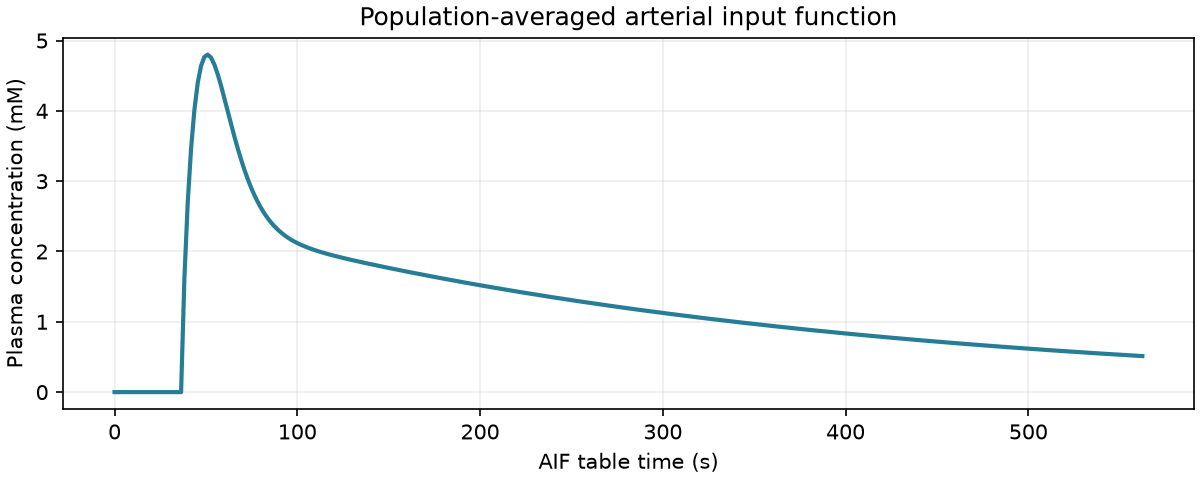 Population-averaged arterial input function
Plasma concentration (mM)
5
4
3
2
1
0
0 100 200 300 400 500
AIF table time (s)